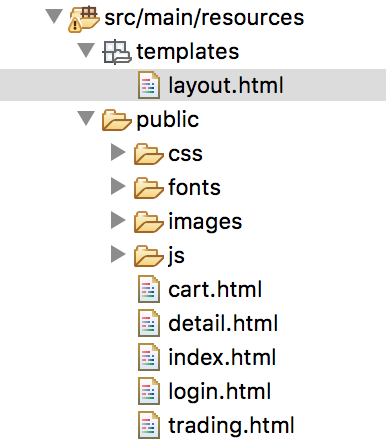 src/main/resources
templates
layout.html
public
css
fonts
images
js
cart.html
detail.html
index.html
login.html
trading.html